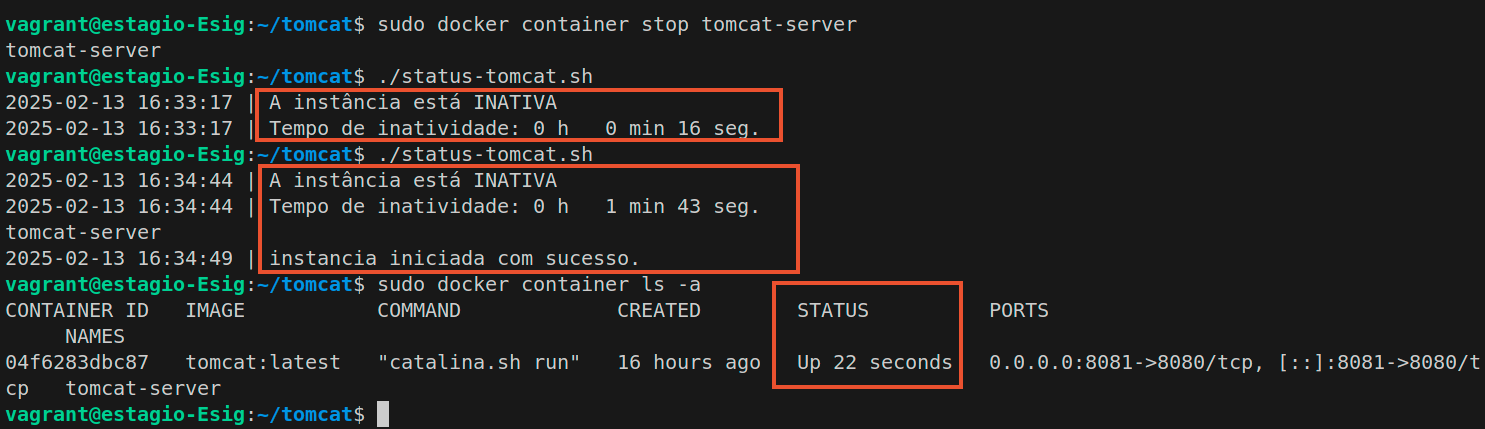 vagrant@estagio-Esig:~/tomcat$ sudo docker container stop tomcat-server
tomcat-server
vagrant@estagio-Esig:~/tomcat$ ./status-tomcat.sh
2025-02-13 16:33:17 | A instância está INATIVA
2025-02-13 16:33:17 | Tempo de inatividade: 0 h   0 min 16 seg.
vagrant@estagio-Esig:~/tomcat$ ./status-tomcat.sh
2025-02-13 16:34:44 | A instância está INATIVA
2025-02-13 16:34:44 | Tempo de inatividade: 0 h   1 min 43 seg.
tomcat-server
2025-02-13 16:34:49 | instancia iniciada com sucesso.
vagrant@estagio-Esig:~/tomcat$ sudo docker container ls -a
CONTAINER ID   IMAGE           COMMAND             CREATED        STATUS          PORTS
     NAMES
04f6283dbc87   tomcat:latest   "catalina.sh run"   16 hours ago   Up 22 seconds   0.0.0.0:8081->8080/tcp, [::]:8081->8080/t
cp   tomcat-server
vagrant@estagio-Esig:~/tomcat$